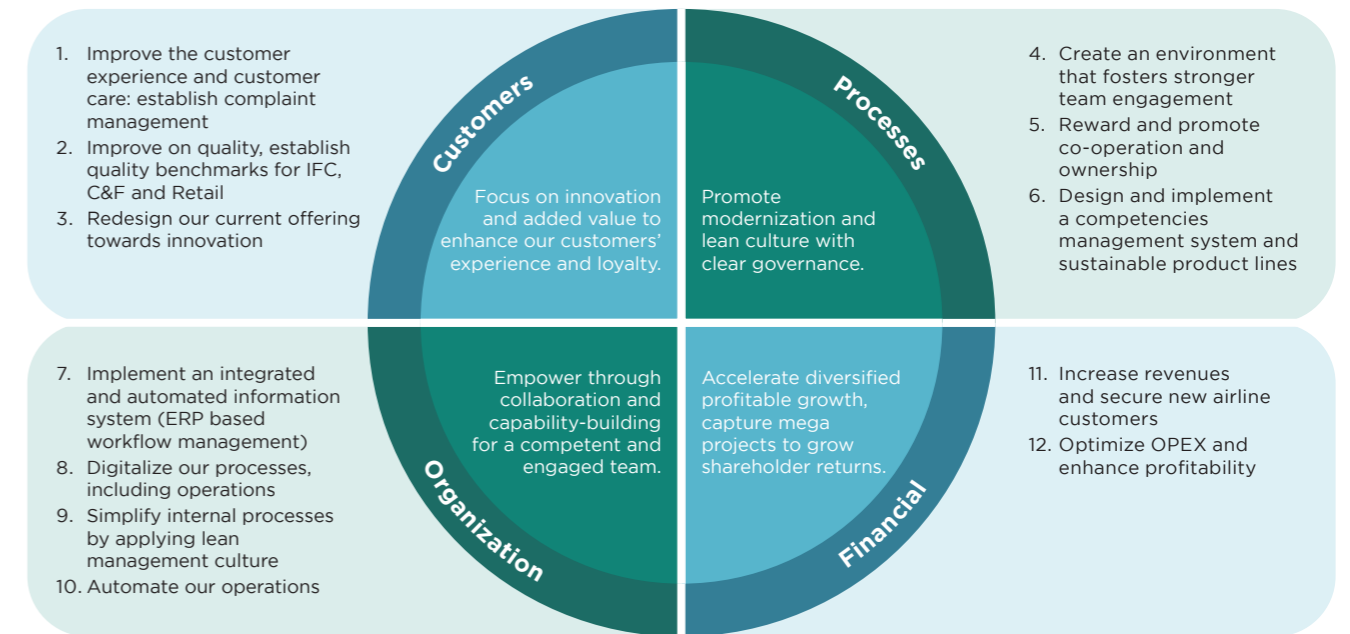 1. Improve the customer
experience and customer
care: establish complaint
management
2. Improve on quality, establish
quality benchmarks for IFC,
C&F and Retail
3. Redesign our current offering
towards innovation
Customers
Focus on innovation
and added value to
enhance our customers’
experience and loyalty.
Processes
Promote
modernization and
lean culture with
clear governance.
4. Create an environment
that fosters stronger
team engagement
5. Reward and promote
co-operation and
ownership
6. Design and implement
a competencies
management system and
sustainable product lines
7. Implement an integrated
and automated information
system (ERP based
workflow management)
8. Digitalize our processes,
including operations
9. Simplify internal processes
by applying lean
management culture
10. Automate our operations
Organization
Empower through
collaboration and
capability-building
for a competent and
engaged team.
Financial
Accelerate diversified
profitable growth,
capture mega
projects to grow
shareholder returns.
11. Increase revenues
and secure new airline
customers
12. Optimize OPEX and
enhance profitability